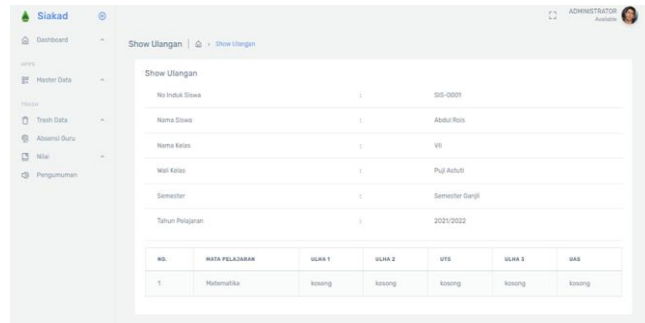 Siakad
ADMINISTRATOR
Available
Dashboard
Show Ulangan
Show Ulangan
APPS
Master Data
TRASH
Trash Data
Absensi Guru
Nilai
Pengumuman
Show Ulangan
No Induk Siswa : SIS-0001
Nama Siswa : Abdul Rois
Nama Kelas : VII
Wali Kelas : Puji Astuti
Semester : Semester Ganjil
Tahun Pelajaran : 2021/2022
NO. MATA PELAJARAN ULHA 1 ULHA 2 UTS ULHA 3 UAS
1 Matematika kosong kosong kosong kosong kosong